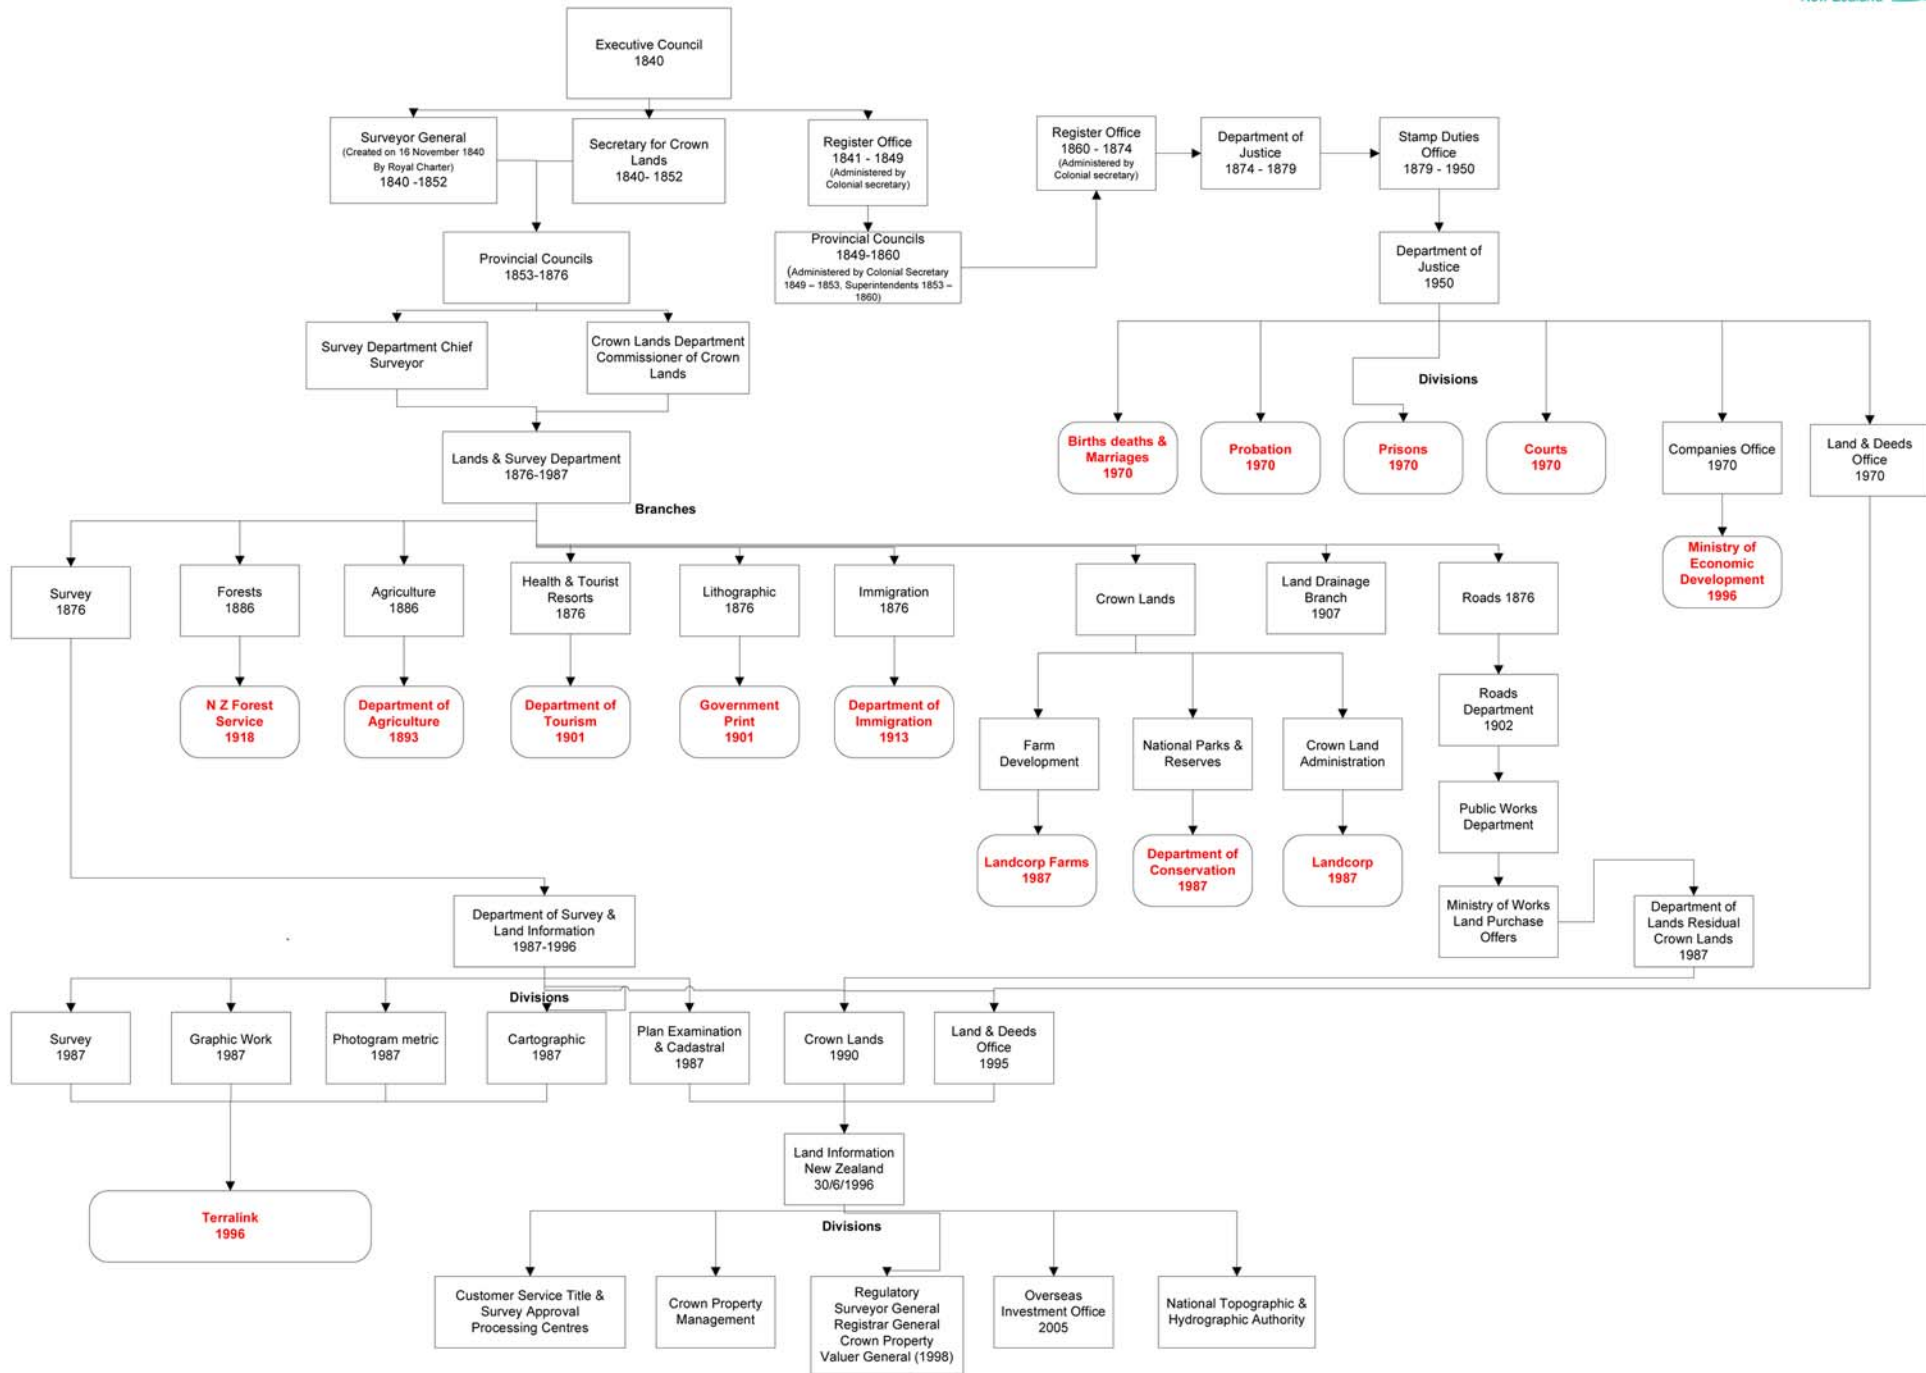 New Zealand
Executive Council
1840
Surveyor General
(Created on 16 November 1840
By Royal Charter)
1840 -1852
Secretary for Crown
Lands
1840- 1852
Register Office
1841 - 1849
(Administered by
Colonial secretary)
Register Office
1860 - 1874
(Administered by
Colonial secretary)
Department of
Justice
1874 - 1879
Stamp Duties
Office
1879 - 1950
Provincial Councils
1853-1876
Provincial Councils
1849-1860
(Administered by Colonial Secretary
1849 – 1853, Superintendents 1853 –
1860)
Department of
Justice
1950
Survey Department Chief
Surveyor
Crown Lands Department
Commissioner of Crown
Lands
Divisions
Births deaths &
Marriages
1970
Probation
1970
Prisons
1970
Courts
1970
Companies Office
1970
Land & Deeds
Office
1970
Lands & Survey Department
1876-1987
Branches
Ministry of
Economic
Development
1996
Survey
1876
Forests
1886
Agriculture
1886
Health & Tourist
Resorts
1876
Lithographic
1876
Immigration
1876
Crown Lands
Land Drainage
Branch
1907
Roads 1876
N Z Forest
Service
1918
Department of
Agriculture
1893
Department of
Tourism
1901
Government
Print
1901
Department of
Immigration
1913
Roads
Department
1902
Farm
Development
National Parks &
Reserves
Crown Land
Administration
Public Works
Department
Landcorp Farms
1987
Department of
Conservation
1987
Landcorp
1987
Ministry of Works
Land Purchase
Offers
Department of
Lands Residual
Crown Lands
1987
Department of Survey &
Land Information
1987-1996
Divisions
Survey
1987
Graphic Work
1987
Photogram metric
1987
Cartographic
1987
Plan Examination
& Cadastral
1987
Crown Lands
1990
Land & Deeds
Office
1995
Land Information
New Zealand
30/6/1996
Terralink
1996
Divisions
Customer Service Title &
Survey Approval
Processing Centres
Crown Property
Management
Regulatory
Surveyor General
Registrar General
Crown Property
Valuer General (1998)
Overseas
Investment Office
2005
National Topographic &
Hydrographic Authority